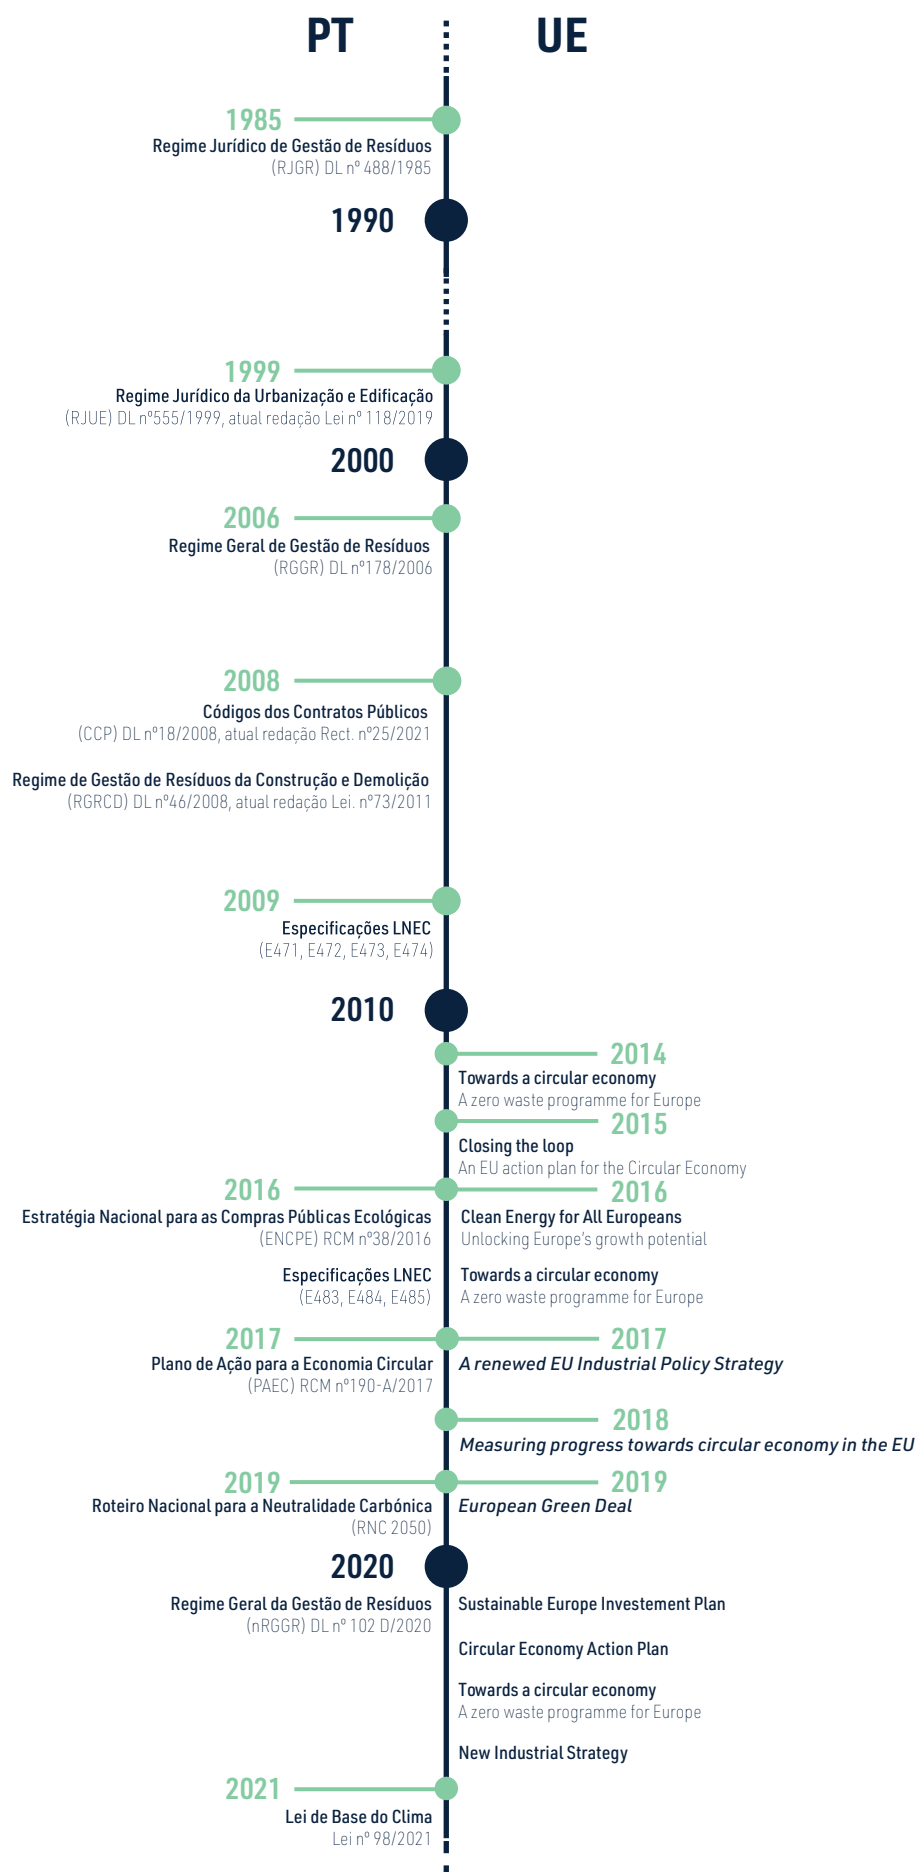 PT
UE
1985
Regime Jurídico de Gestão de Resíduos
(RJGR) DL nº 488/1985
1990
1999
Regime Jurídico da Urbanização e Edificação
(RJUE) DL nº555/1999, atual redação Lei nº 118/2019
2000
2006
Regime Geral de Gestão de Resíduos
(RGGR) DL nº178/2006
2008
Códigos dos Contratos Públicos
(CCP) DL nº18/2008, atual redação Rect. nº25/2021
Regime de Gestão de Resíduos da Construção e Demolição
(RGRCD) DL nº46/2008, atual redação Lei. nº73/2011
2009
Especificações LNEC
(E471, E472, E473, E474)
2010
2014
Towards a circular economy
A zero waste programme for Europe
2015
Closing the loop
An EU action plan for the Circular Economy
2016
Estratégia Nacional para as Compras Públicas Ecológicas
(ENCPE) RCM nº38/2016
Especificações LNEC
(E483, E484, E485)
2016
Clean Energy for All Europeans
Unlocking Europe's growth potential
Towards a circular economy
A zero waste programme for Europe
2017
Plano de Ação para a Economia Circular
(PAEC) RCM nº190-A/2017
2017
A renewed EU Industrial Policy Strategy
2018
Measuring progress towards circular economy in the EU
2019
Roteiro Nacional para a Neutralidade Carbónica
(RNC 2050)
2019
European Green Deal
2020
Regime Geral da Gestão de Resíduos
(nRGGR) DL nº 102 D/2020
Sustainable Europe Investement Plan
Circular Economy Action Plan
Towards a circular economy
A zero waste programme for Europe
New Industrial Strategy
2021
Lei de Base do Clima
Lei nº 98/2021